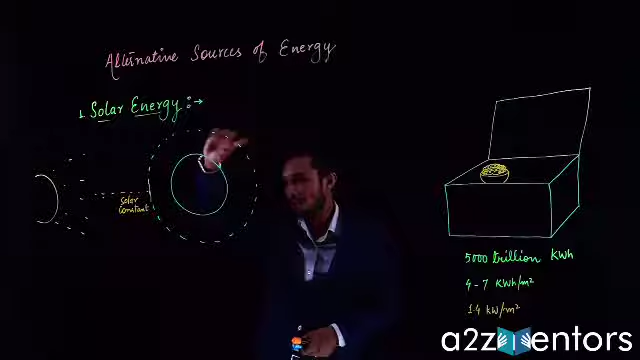 Alternative Sources of Energy
1. Solar Energy :→
Solar
Constant
5000 trillion KWh
4-7 KWh/m²
1.4 kW/m²
a2zmentors